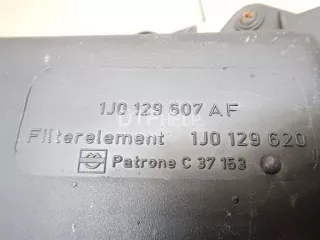 1J0 129 607 AF
Filterelement 1J0 129 620
Patrone C 37 153